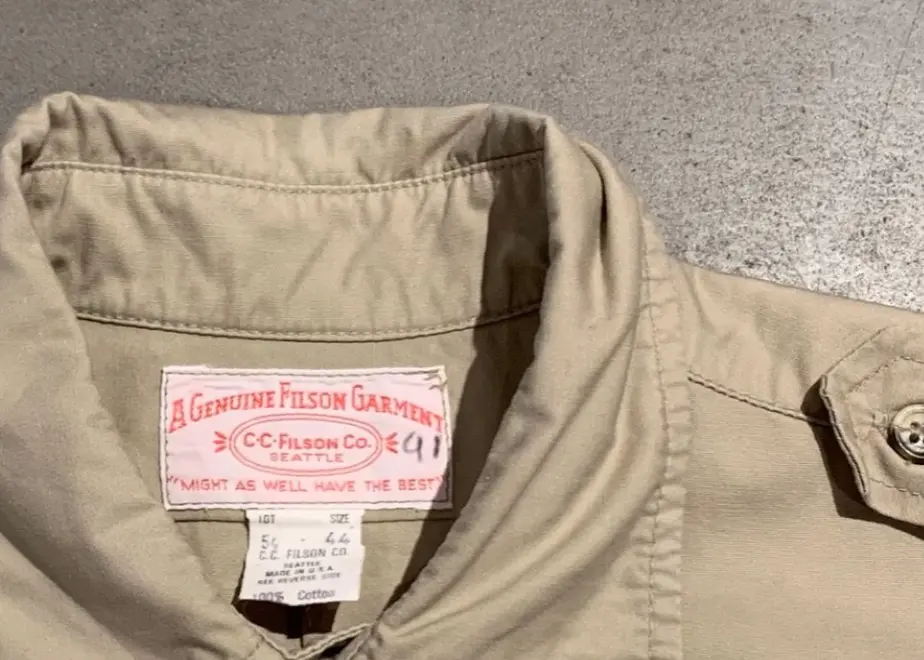 A GENUINE FILSON GARMENT
C·C·FILSON CO.
SEATTLE
91
"MIGHT AS WELL HAVE THE BEST"
LOT SIZE
- 44
C.C. FILSON CO.
SEATTLE
MADE IN U.S.A.
SEE REVERSE SIDE
100% Cotton